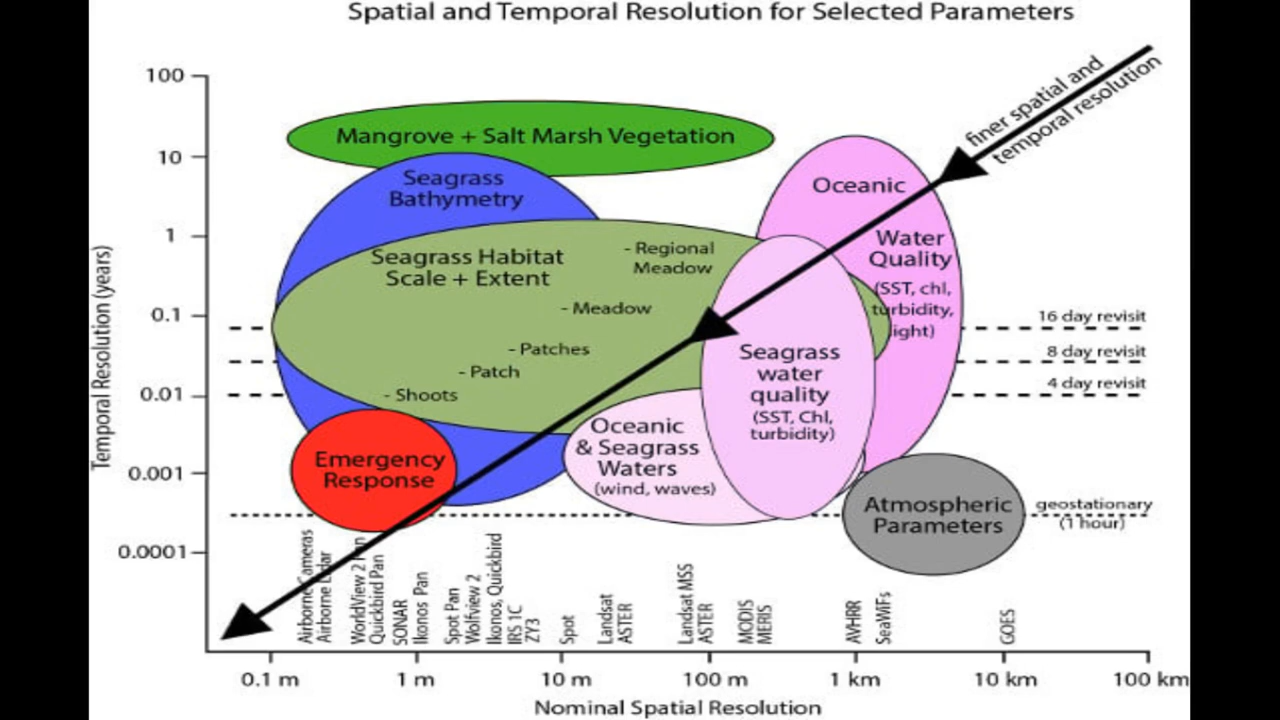 Spatial and Temporal Resolution for Selected Parameters
finer spatial and
temporal resolution
Temporal Resolution (years)
100
10
1
0.1
0.01
0.001
0.0001
Mangrove + Salt Marsh Vegetation
Seagrass
Bathymetry
Seagrass Habitat
Scale + Extent
- Regional
Meadow
- Meadow
- Patches
- Patch
- Shoots
Oceanic
Water
Quality
(SST, chl,
turbidity,
light)
Seagrass
water
quality
(SST, Chl,
turbidity)
Oceanic
& Seagrass
Waters
(wind, waves)
Emergency
Response
Atmospheric
Parameters
16 day revisit
8 day revisit
4 day revisit
geostationary
(1 hour)
Airborne Cameras
Airborne Lidar
WorldView 2 Pan
Quickbird Pan
SONAR
Ikonos Pan
Spot Pan
Wolfview 2
Ikonos, Quickbird
IRS 1C
ZY3
Spot
Landsat
ASTER
Landsat MSS
ASTER
MODIS
MERIS
AVHRR
SeaWiFs
GOES
0.1 m
1 m
10 m
100 m
1 km
10 km
100 km
Nominal Spatial Resolution